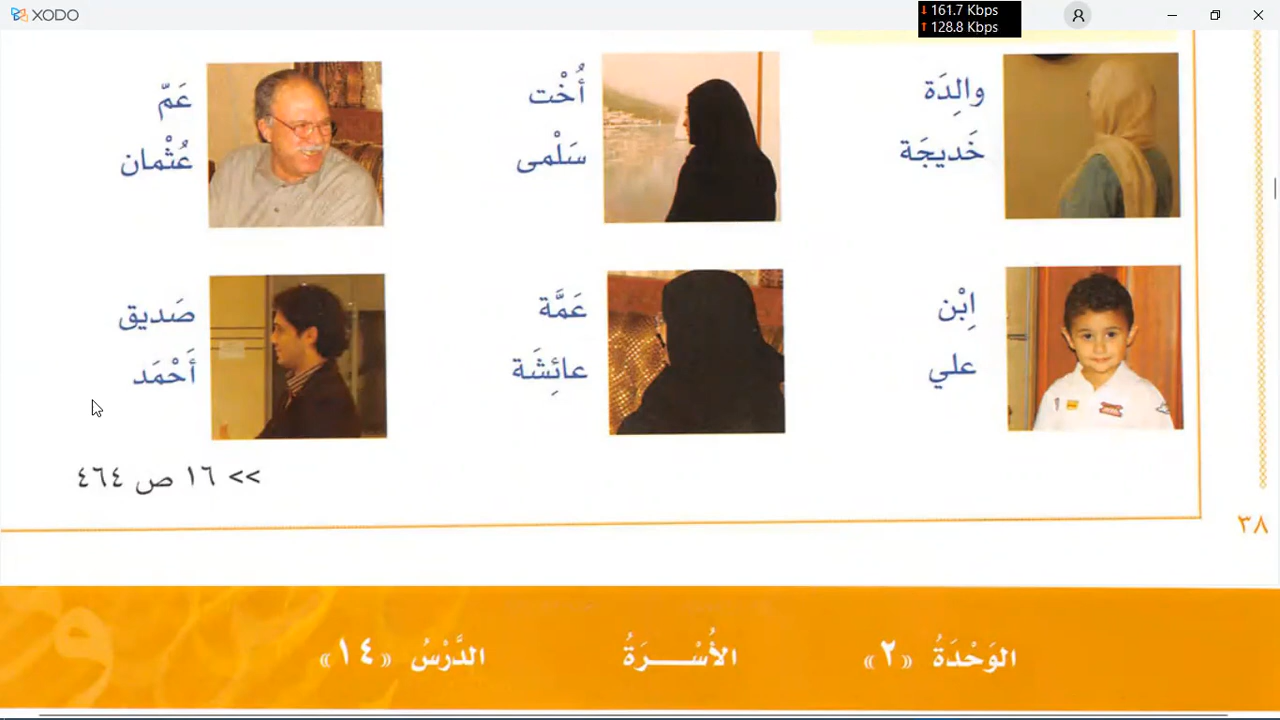 XODO
↓ 161.7 Kbps
↑ 128.8 Kbps
والِدَة
خَديجَة
أُخْت
سَلْمى
عَمّ
عُثْمان
اِبْن
علي
عَمَّة
عائِشَة
صَديق
أَحْمَد
>> ١٦ ص ٤٦٤
٣٨
الوَحْدَةُ «٢» الأُسْـــرَةُ الدَّرْسُ «١٤»